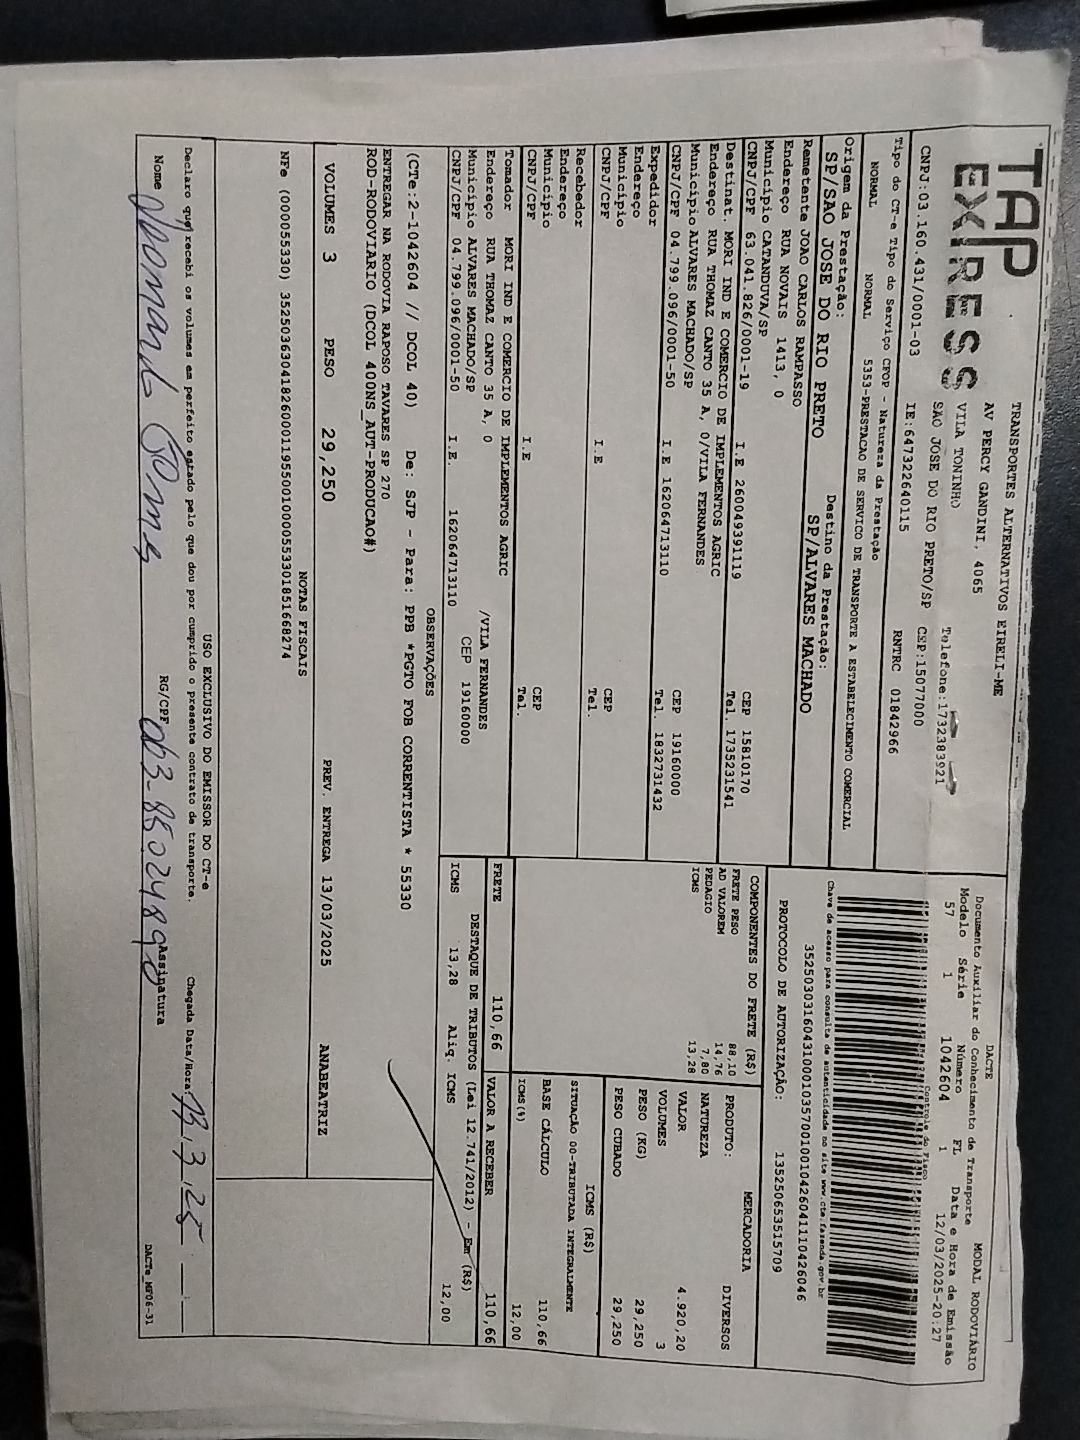 TAP
EXPRESS
TRANSPORTES ALTERNATIVOS EIRELI-ME
AV PERCY GANDINI, 4065
VILA TONINHO Telefone:1732383921
SAO JOSE DO RIO PRETO/SP CEP:15077000
CNPJ:03.160.431/0001-03 IE:647322640115 RNTRC 01842966
DACTE MODAL RODOVIÁRIO
Documento Auxiliar do Conhecimento de Transporte
Modelo Série Número FL Data e Hora de Emissão
57 1 1042604 1 12/03/2025-20:27
Controle do Fisco
Chave de acesso para consulta de autenticidade no site www.cte.fazenda.gov.br
35250303160431000103570010010426041110426046
PROTOCOLO DE AUTORIZAÇÃO: 135250653515709
Tipo do CT-e Tipo do Serviço CFOP - Natureza da Prestação
NORMAL NORMAL 5353-PRESTACAO DE SERVICO DE TRANSPORTE A ESTABELECIMENTO COMERCIAL
Origem da Prestação: Destino da Prestação:
SP/SAO JOSE DO RIO PRETO SP/ALVARES MACHADO
Remetente JOAO CARLOS RAMPASSO
Endereço RUA NOVAIS 1413, 0
Município CATANDUVA/SP CEP 15810170
CNPJ/CPF 63.041.826/0001-19 I.E 260049391119 Tel. 1735231541
Destinat. MORI IND E COMERCIO DE IMPLEMENTOS AGRIC
Endereço RUA THOMAZ CANTO 35 A, 0/VILA FERNANDES
Município ALVARES MACHADO/SP CEP 19160000
CNPJ/CPF 04.799.096/0001-50 I.E 162064713110 Tel. 1832731432
Expedidor
Endereço
Município CEP
CNPJ/CPF I.E Tel.
Recebedor
Endereço
Município CEP
CNPJ/CPF I.E Tel.
Tomador MORI IND E COMERCIO DE IMPLEMENTOS AGRIC
Endereço RUA THOMAZ CANTO 35 A, 0 /VILA FERNANDES
Município ALVARES MACHADO/SP CEP 19160000
CNPJ/CPF 04.799.096/0001-50 I.E. 162064713110
COMPONENTES DO FRETE (R$)
FRETE PESO 88,10
AD VALOREM 14,76
PEDAGIO 7,80
ICMS 13,28
MERCADORIA
PRODUTO: DIVERSOS
NATUREZA
VALOR 4.920,20
VOLUMES 3
PESO (KG) 29,250
PESO CUBADO 29,250
ICMS (R$)
SITUAÇÃO 00-TRIBUTADA INTEGRALMENTE
BASE CÁLCULO 110,66
ICMS(%) 12,00
FRETE 110,66 VALOR A RECEBER 110,66
DESTAQUE DE TRIBUTOS (Lei 12.741/2012) - Em (R$)
ICMS 13,28 Aliq. ICMS 12,00
OBSERVAÇÕES
(CTe:2-1042604 // DCOL 40) De: SJP - Para: PPB *PGTO FOB CORRENTISTA * 55330
ENTREGAR NA RODOVIA RAPOSO TAVARES SP 270
ROD-RODOVIARIO (DCOL 400NS_AUT-PRODUCAO#)
VOLUMES 3 PESO 29,250 PREV. ENTREGA 13/03/2025 ANABEATRIZ
NOTAS FISCAIS
NFe (000055330) 35250363041826000119550010000553301851668274
USO EXCLUSIVO DO EMISSOR DO CT-e
Declaro que recebi os volumes em perfeito estado pelo que dou por cumprido o presente contrato de transporte. Chegada Data/Hora: 13,3,25
Nome RG/CPF Assinatura
DACTe_MF06-31